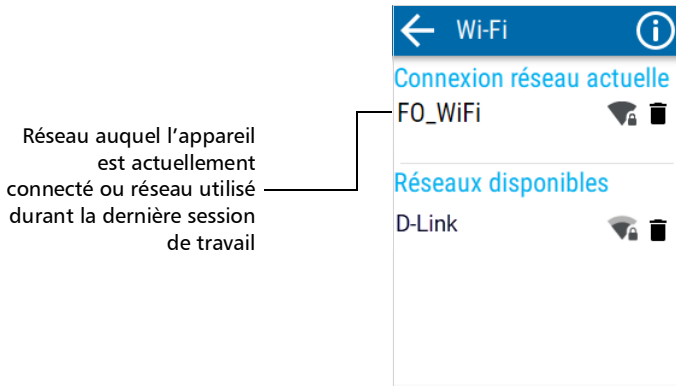 Wi-Fi
Connexion réseau actuelle
FO_WiFi
Réseau auquel l’appareil
est actuellement
connecté ou réseau utilisé
durant la dernière session
de travail
Réseaux disponibles
D-Link